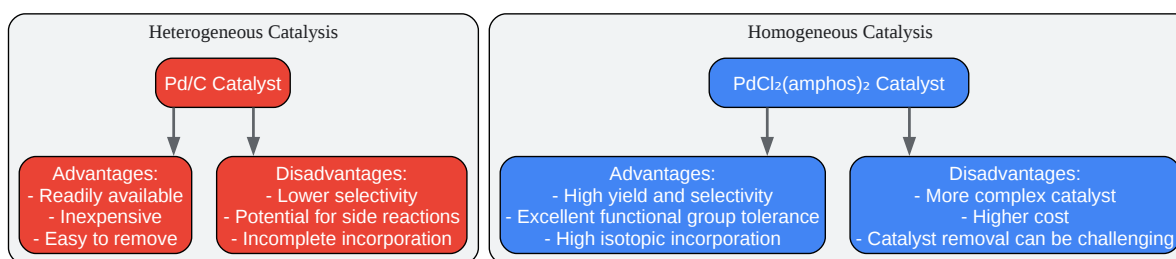 Heterogeneous Catalysis
Pd/C Catalyst
Advantages:
- Readily available
- Inexpensive
- Easy to remove
Disadvantages:
- Lower selectivity
- Potential for side reactions
- Incomplete incorporation
Homogeneous Catalysis
PdCl₂(amphos)₂ Catalyst
Advantages:
- High yield and selectivity
- Excellent functional group tolerance
- High isotopic incorporation
Disadvantages:
- More complex catalyst
- Higher cost
- Catalyst removal can be challenging